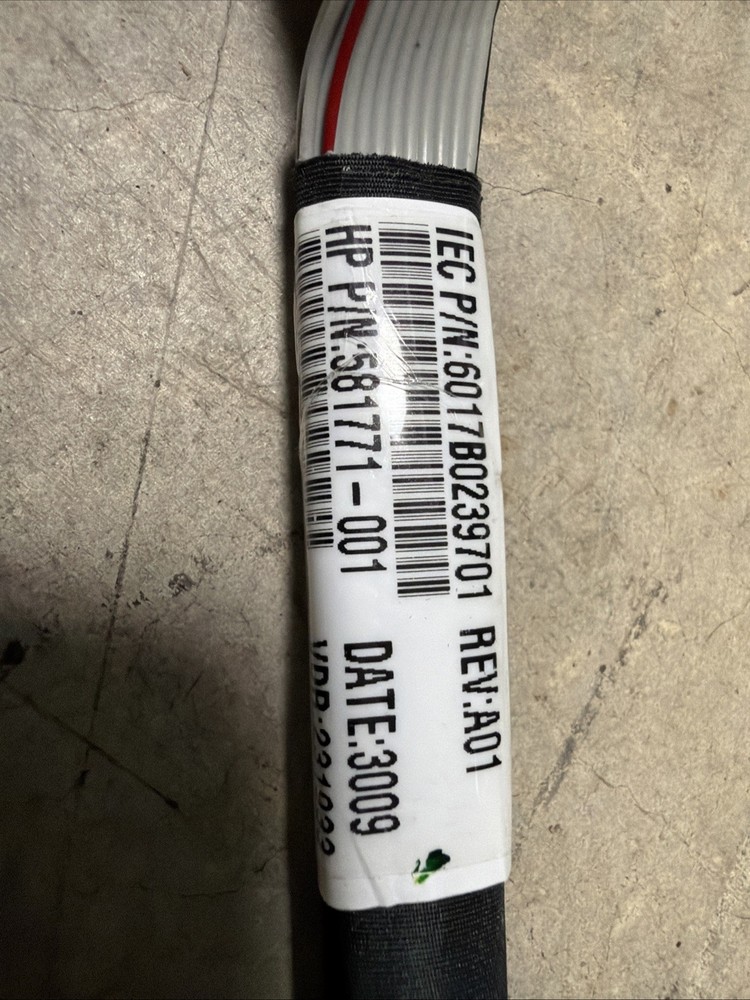 IEC P/N:6017B0239701 REV:A01
HP P/N:581771-001 DATE:3009